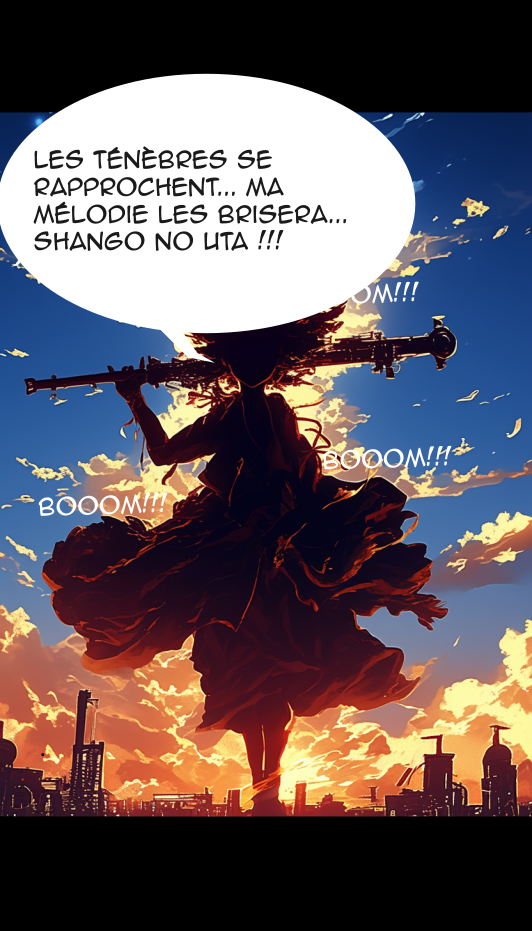 LES TÉNÈBRES SE
RAPPROCHENT... MA
MÉLODIE LES BRISERA...
SHANGO NO UTA !!!
OM!!!
BOOOM!!!
BOOOM!!!